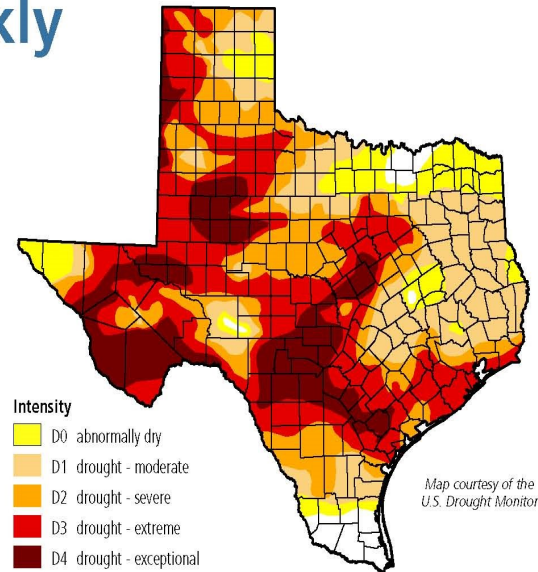 kly
Intensity
D0 abnormally dry
D1 drought - moderate
D2 drought - severe
D3 drought - extreme
D4 drought - exceptional
Map courtesy of the
U.S. Drought Monitor